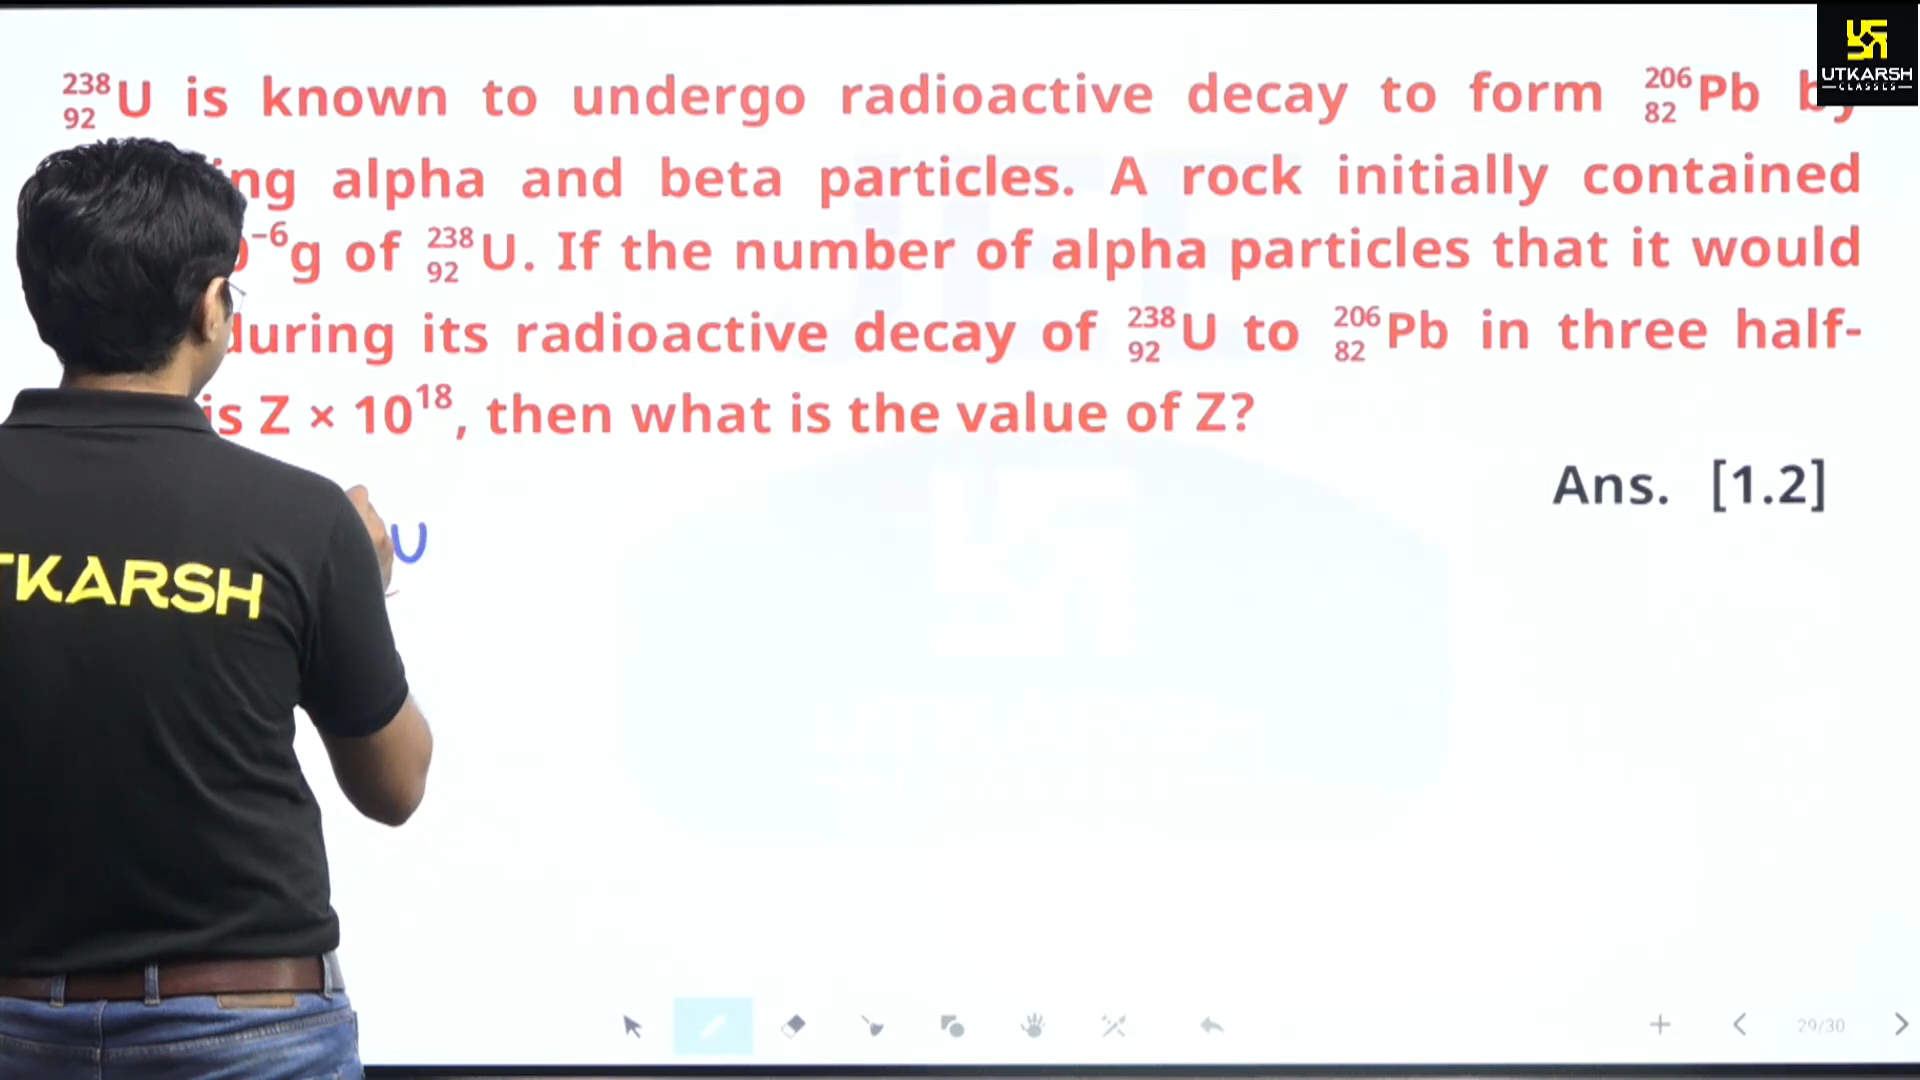 ²³⁸₉₂U is known to undergo radioactive decay to form ²⁰⁶₈₂Pb by
ng alpha and beta particles. A rock initially contained
⁻⁶g of ²³⁸₉₂U. If the number of alpha particles that it would
during its radioactive decay of ²³⁸₉₂U to ²⁰⁶₈₂Pb in three half-
is Z × 10¹⁸, then what is the value of Z?
Ans. [1.2]
U
TKARSH
UTKARSH
CLASSES
29/30